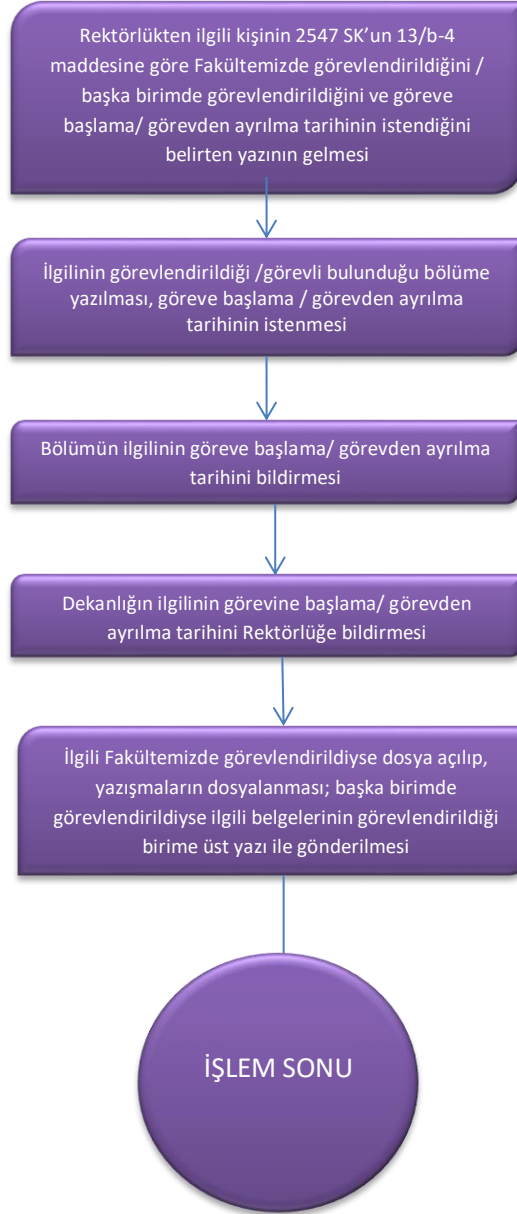 Rektörlükten ilgili kişinin 2547 SK’un 13/b-4
maddesine göre Fakültemizde görevlendirildiğini /
başka birimde görevlendirildiğini ve göreve
başlama/ görevden ayrılma tarihinin istendiğini
belirten yazının gelmesi
İlgilinin görevlendirildiği /görevli bulunduğu bölüme
yazılması, göreve başlama / görevden ayrılma
tarihinin istenmesi
Bölümün ilgilinin göreve başlama/ görevden ayrılma
tarihini bildirmesi
Dekanlığın ilgilinin görevine başlama/ görevden
ayrılma tarihini Rektörlüğe bildirmesi
İlgili Fakültemizde görevlendirildiyse dosya açılıp,
yazışmaların dosyalanması; başka birimde
görevlendirildiyse ilgili belgelerinin görevlendirildiği
birime üst yazı ile gönderilmesi
İŞLEM SONU